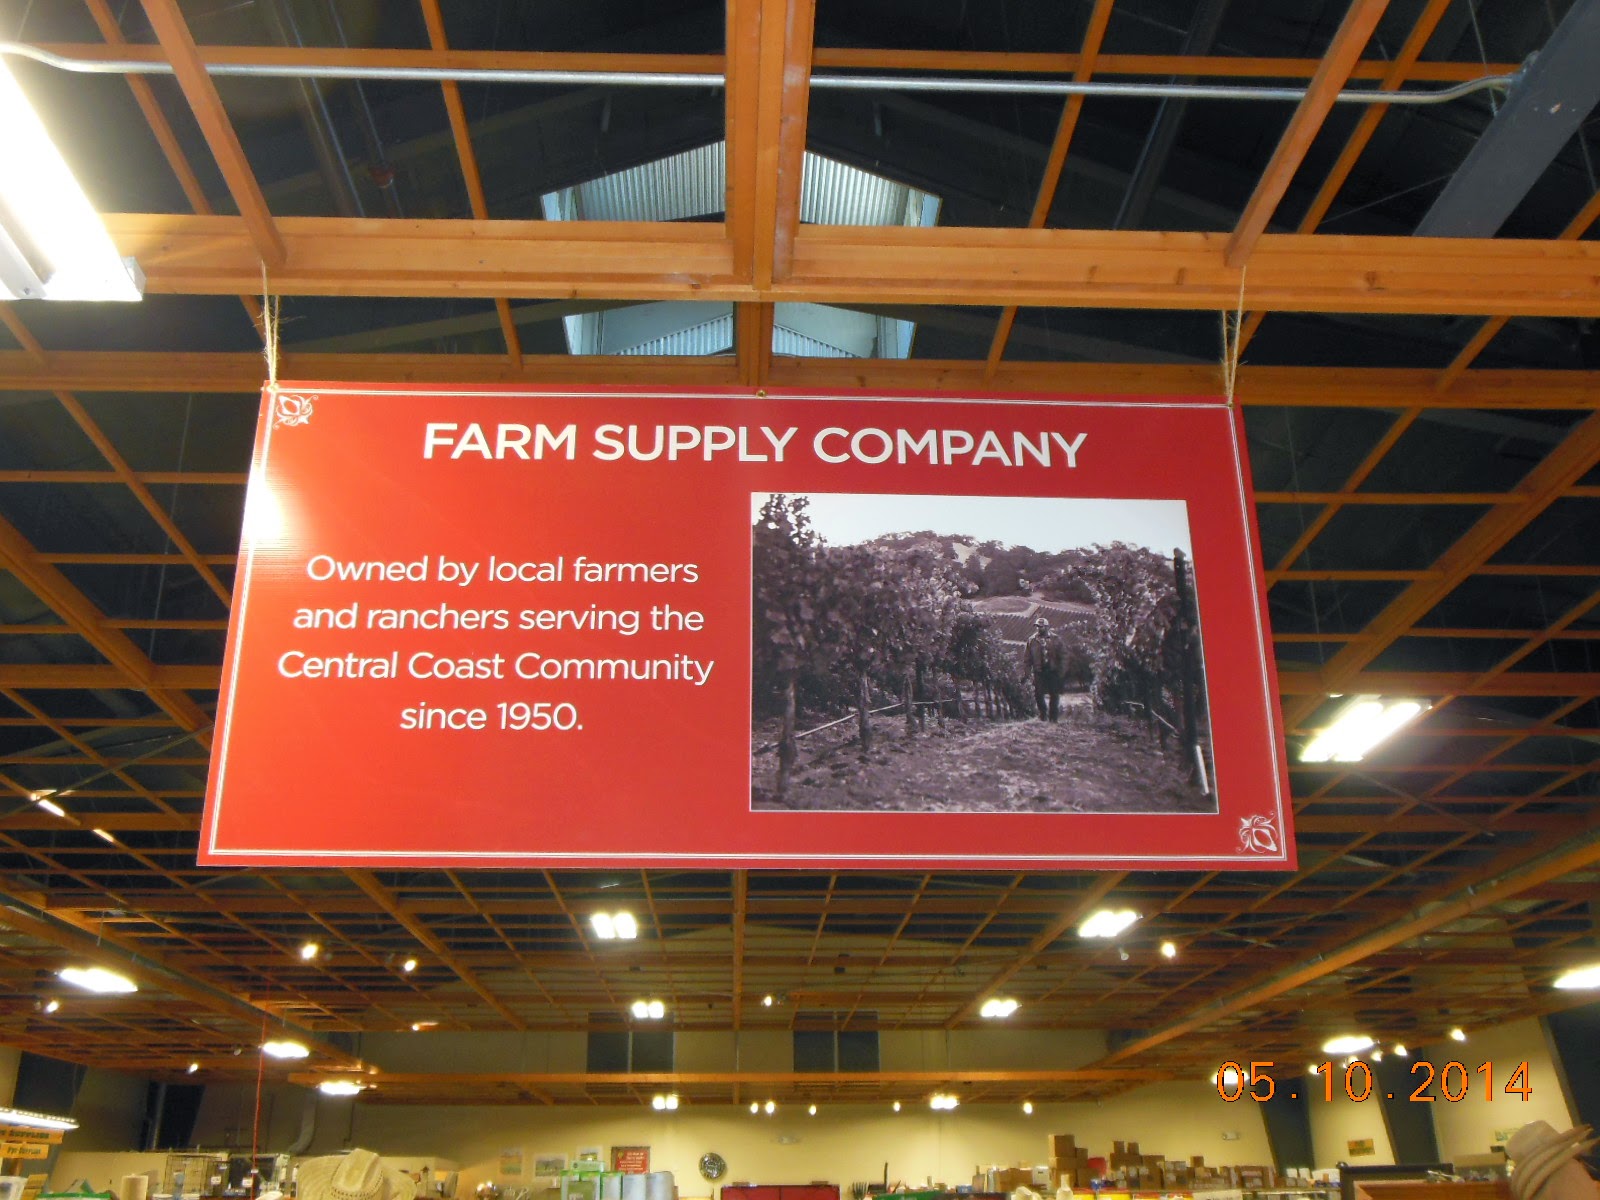 FARM SUPPLY COMPANY
Owned by local farmers
and ranchers serving the
Central Coast Community
since 1950.
05.10.2014